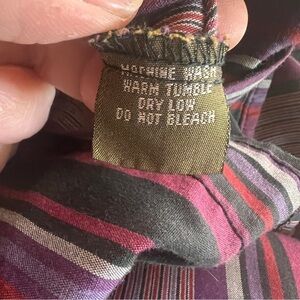 MACHINE WASH
WARM TUMBLE
DRY LOW
DO NOT BLEACH